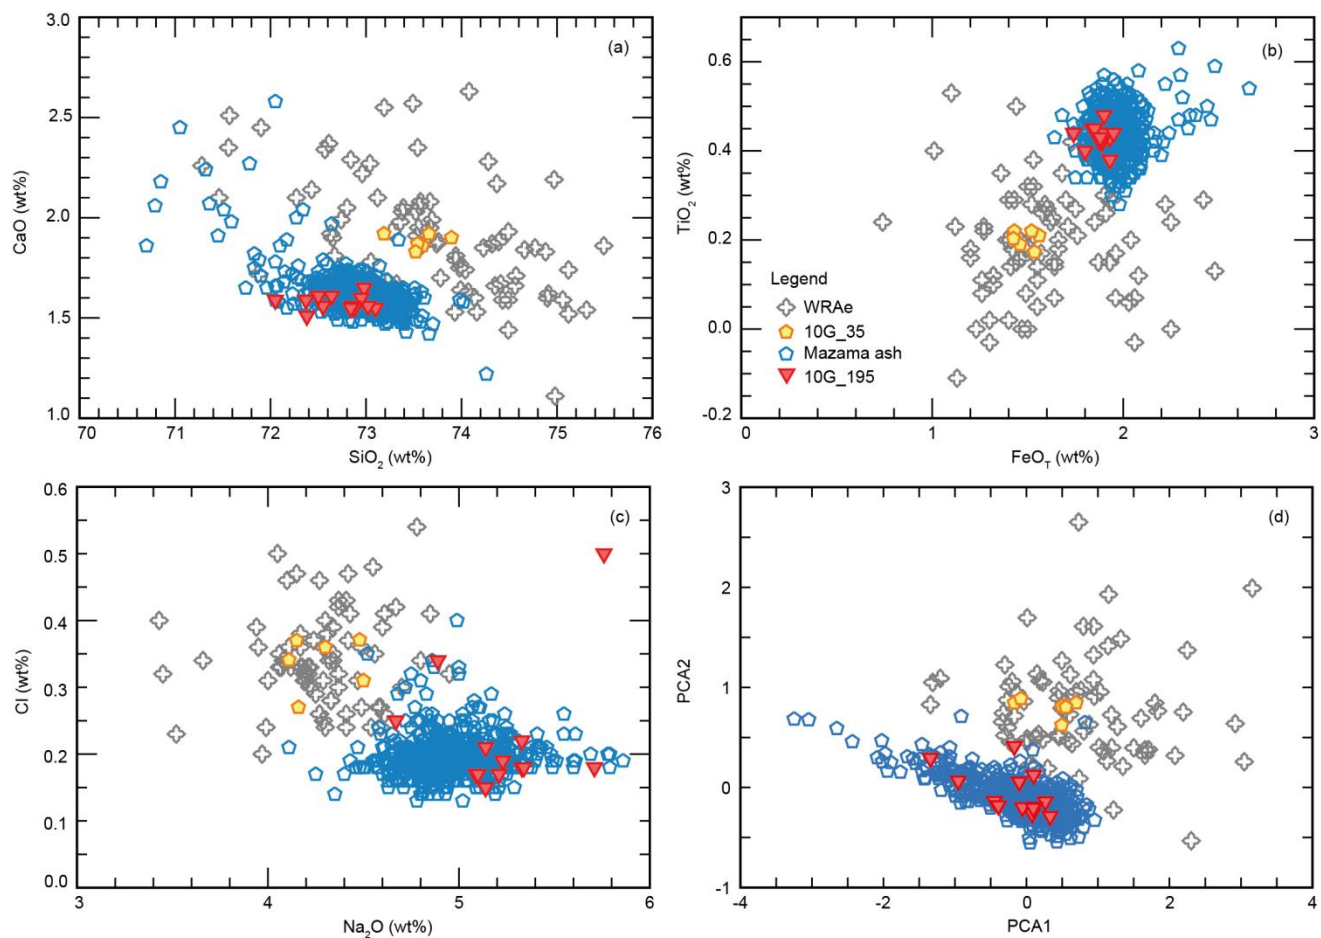 3.0
2.5
2.0
1.5
1.0
CaO (wt%)
(a)
70 71 72 73 74 75 76
SiO2 (wt%)
0.6
0.4
0.2
0.0
-0.2
TiO2 (wt%)
(b)
Legend
WRAe
10G_35
Mazama ash
10G_195
0 1 2 3
FeOT (wt%)
0.6
0.5
0.4
0.3
0.2
0.1
0.0
Cl (wt%)
(c)
3 4 5 6
Na2O (wt%)
3
2
1
0
-1
PCA2
(d)
-4 -2 0 2 4
PCA1